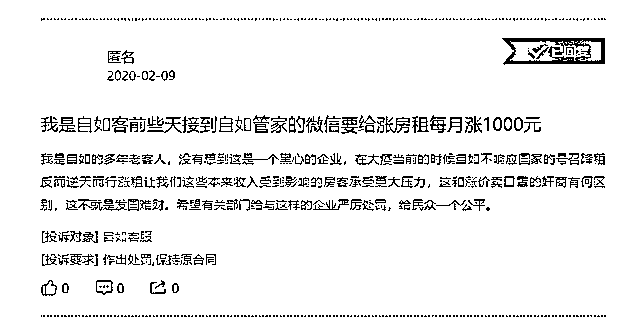 匿名
已回复
2020-02-09
我是自如客前些天接到自如管家的微信要给涨房租每月涨1000元
我是自如的多年老客人，没有想到这是一个黑心的企业，在大疫当前的时候自如不响应国家的号召降租
反而逆天而行涨租让我们这些本来收入受到影响的房客承受莫大压力，这和涨价卖口罩的奸商有何区
别，这不就是发国难财。希望有关部门给与这样的企业严厉处罚，给民众一个公平。
[投诉对象] 自如客服
[投诉要求] 作出处罚,保持原合同
0 0 0